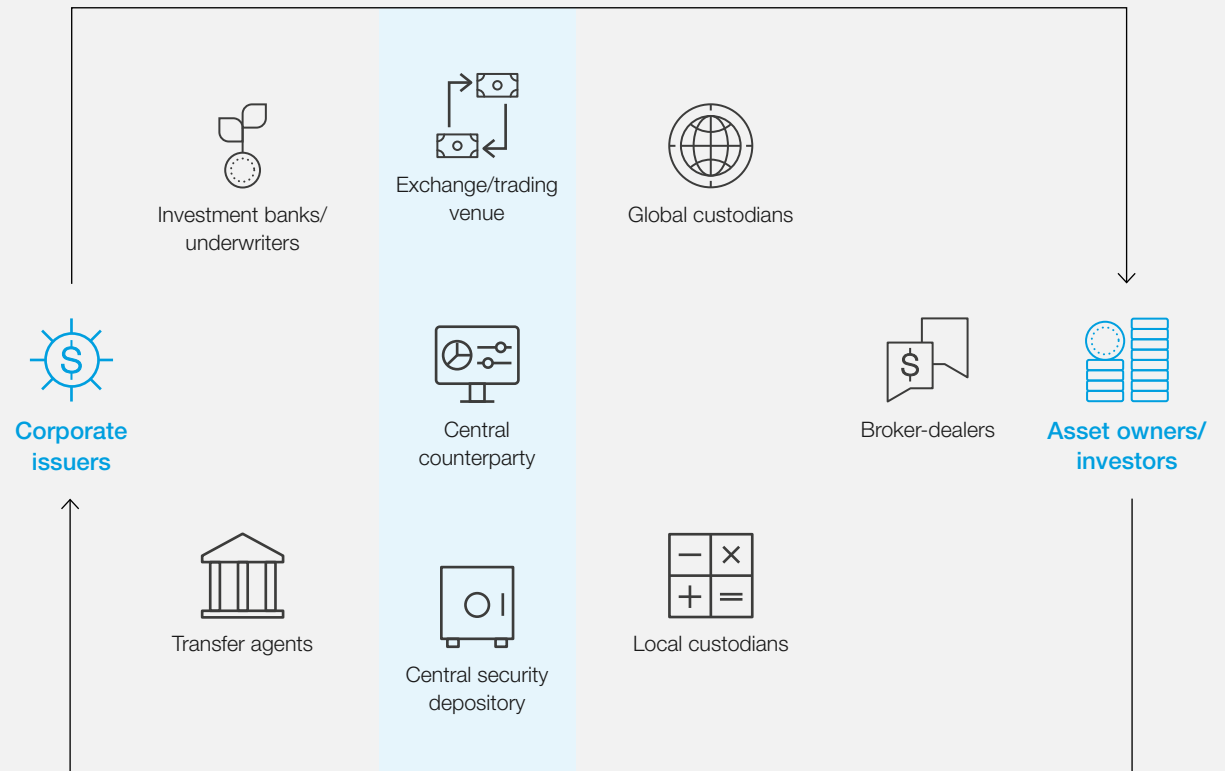 Investment banks/
underwriters
Exchange/trading
venue
Global custodians
$
Corporate
issuers
Central
counterparty
$
Broker-dealers
Asset owners/
investors
Transfer agents
Central security
depository
− ×
+ =
Local custodians